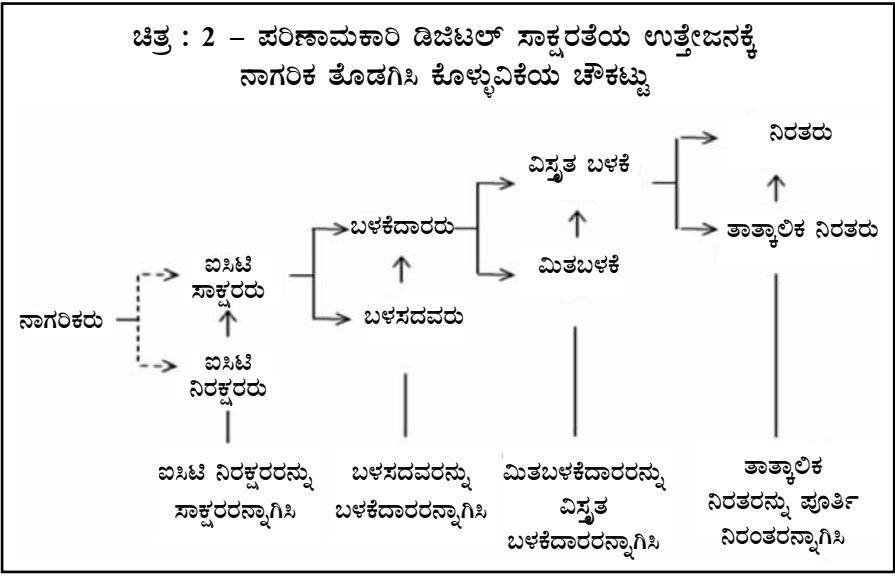 ಚಿತ್ರ : 2 – ಪರಿಣಾಮಕಾರಿ ಡಿಜಿಟಲ್ ಸಾಕ್ಷರತೆಯ ಉತ್ತೇಜನಕ್ಕೆ
ನಾಗರಿಕ ತೊಡಗಿಸಿ ಕೊಳ್ಳುವಿಕೆಯ ಚೌಕಟ್ಟು
ನಾಗರಿಕರು
ಐಸಿಟಿ
ಸಾಕ್ಷರರು
ಐಸಿಟಿ
ನಿರಕ್ಷರರು
ಬಳಕೆದಾರರು
ಬಳಸದವರು
ವಿಸ್ತೃತ ಬಳಕೆ
ಮಿತಬಳಕೆ
ನಿರತರು
ತಾತ್ಕಾಲಿಕ ನಿರತರು
ಐಸಿಟಿ ನಿರಕ್ಷರರನ್ನು
ಸಾಕ್ಷರರನ್ನಾಗಿಸಿ
ಬಳಸದವರನ್ನು
ಬಳಕೆದಾರರನ್ನಾಗಿಸಿ
ಮಿತಬಳಕೆದಾರರನ್ನು
ವಿಸ್ತೃತ
ಬಳಕೆದಾರರನ್ನಾಗಿಸಿ
ತಾತ್ಕಾಲಿಕ
ನಿರತರನ್ನು ಪೂರ್ತಿ
ನಿರಂತರನ್ನಾಗಿಸಿ